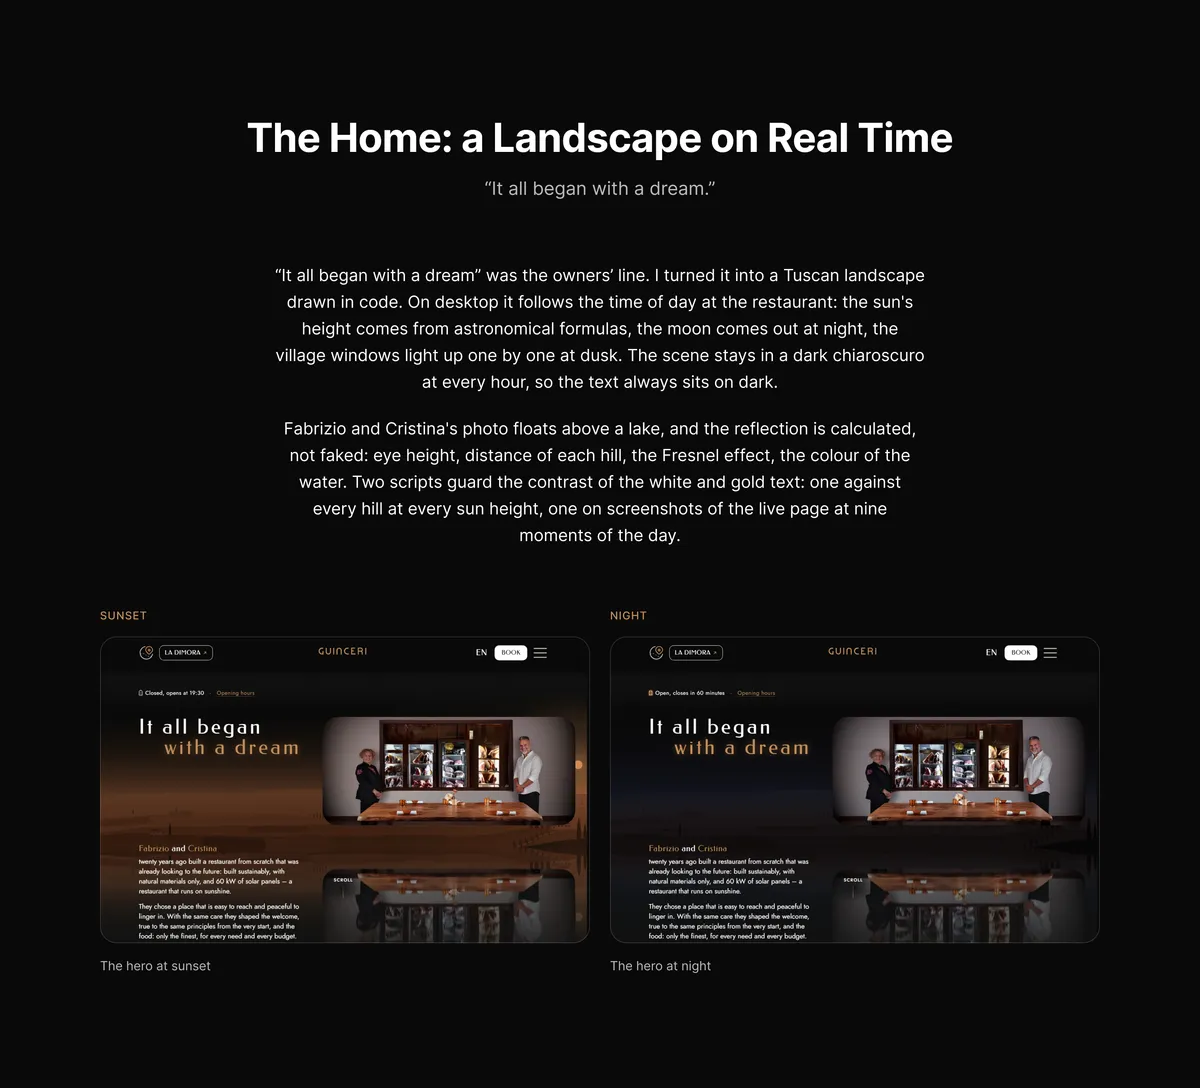 The Home: a Landscape on Real Time
“It all began with a dream.”
“It all began with a dream” was the owners’ line. I turned it into a Tuscan landscape
drawn in code. On desktop it follows the time of day at the restaurant: the sun's
height comes from astronomical formulas, the moon comes out at night, the
village windows light up one by one at dusk. The scene stays in a dark chiaroscuro
at every hour, so the text always sits on dark.
Fabrizio and Cristina's photo floats above a lake, and the reflection is calculated,
not faked: eye height, distance of each hill, the Fresnel effect, the colour of the
water. Two scripts guard the contrast of the white and gold text: one against
every hill at every sun height, one on screenshots of the live page at nine
moments of the day.
SUNSET
LA DIMORA
GUINCERI
EN
BOOK
Closed, opens at 19:30 · Opening hours
It all began
with a dream
Fabrizio and Cristina
twenty years ago built a restaurant from scratch that was
already looking to the future: built sustainably, with
natural materials only, and 60 kW of solar panels — a
restaurant that runs on sunshine.
They chose a place that is easy to reach and peaceful to
linger in. With the same care they shaped the welcome,
true to the same principles from the very start, and the
food: only the finest, for every need and every budget.
SCROLL
The hero at sunset
NIGHT
LA DIMORA
GUINCERI
EN
BOOK
Open, closes in 60 minutes · Opening hours
It all began
with a dream
Fabrizio and Cristina
twenty years ago built a restaurant from scratch that was
already looking to the future: built sustainably, with
natural materials only, and 60 kW of solar panels — a
restaurant that runs on sunshine.
They chose a place that is easy to reach and peaceful to
linger in. With the same care they shaped the welcome,
true to the same principles from the very start, and the
food: only the finest, for every need and every budget.
SCROLL
The hero at night